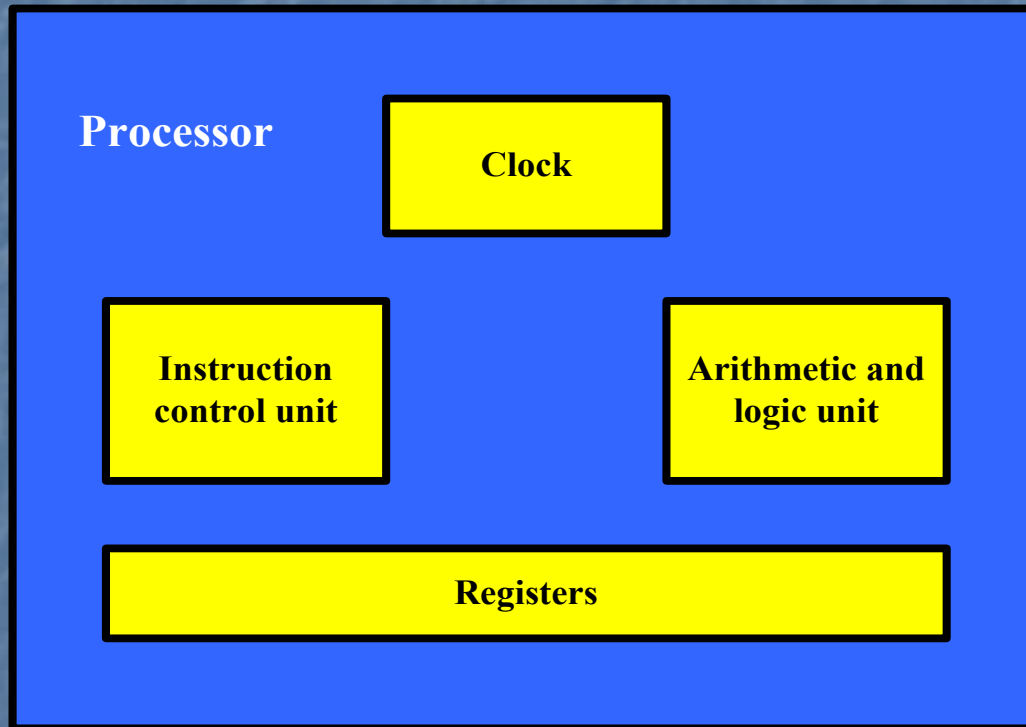 Processor
Clock
Instruction
control unit
Arithmetic and
logic unit
Registers